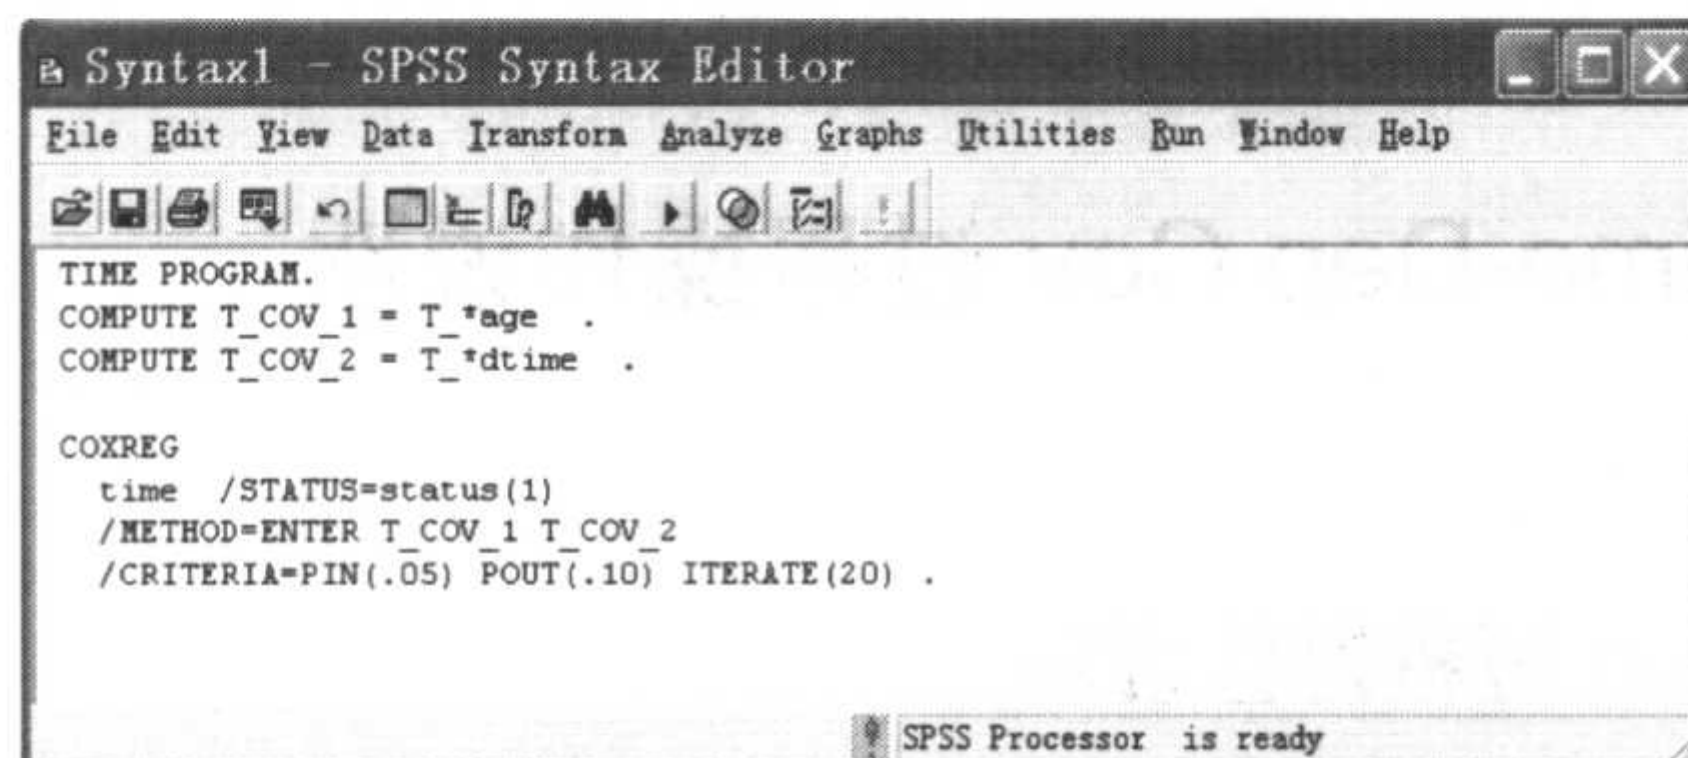 Syntax1 - SPSS Syntax Editor
File Edit View Data Transform Analyze Graphs Utilities Run Window Help
TIME PROGRAM.
COMPUTE T_COV_1 = T_*age .
COMPUTE T_COV_2 = T_*dtime .
COXREG
time /STATUS=status(1)
/METHOD=ENTER T_COV_1 T_COV_2
/CRITERIA=PIN(.05) POUT(.10) ITERATE(20) .
SPSS Processor is ready